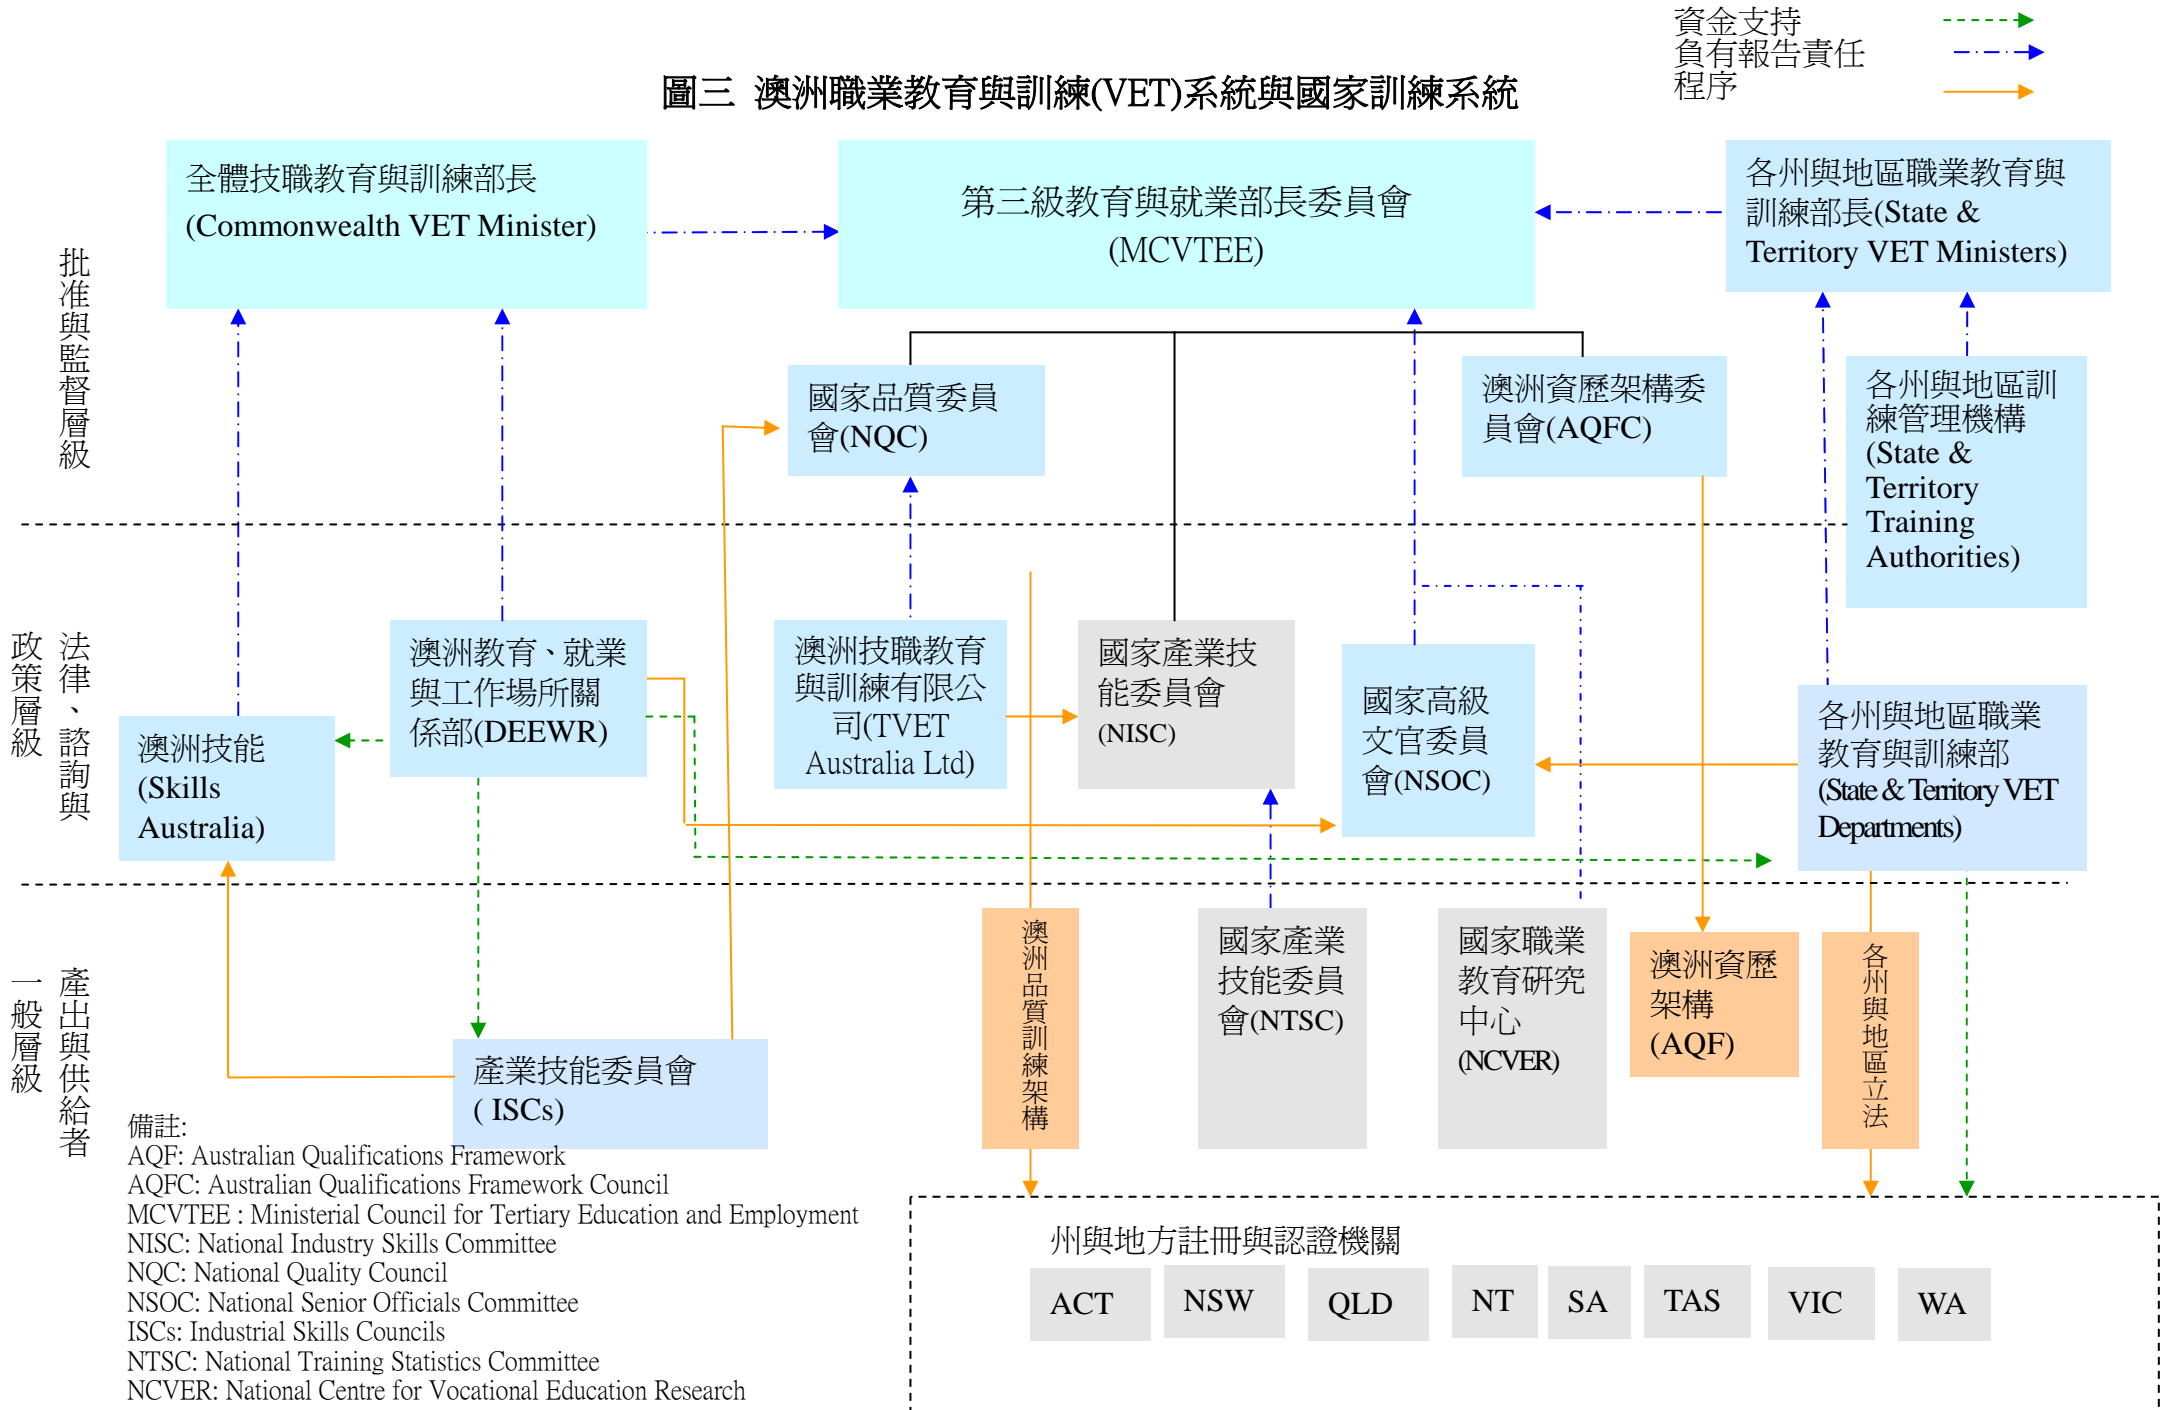 資金支持
負有報告責任
程序
圖三 澳洲職業教育與訓練(VET)系統與國家訓練系統
全體技職教育與訓練部長
(Commonwealth VET Minister)
第三級教育與就業部長委員會
(MCVTEE)
各州與地區職業教育與
訓練部長(State &
Territory VET Ministers)
批准與監督層級
國家品質委員
會(NQC)
澳洲資歷架構委
員會(AQFC)
各州與地區訓
練管理機構
(State &
Territory
Training
Authorities)
法律、諮詢與
政策層級
澳洲技能
(Skills
Australia)
澳洲教育、就業
與工作場所關
係部(DEEWR)
澳洲技職教育
與訓練有限公
司(TVET
Australia Ltd)
國家產業技
能委員會
(NISC)
國家高級
文官委員
會(NSOC)
各州與地區職業
教育與訓練部
(State & Territory VET
Departments)
產出與供給者
一般層級
產業技能委員會
( ISCs)
澳洲品質訓練架構
國家產業
技能委員
會(NTSC)
國家職業
教育研究
中心
(NCVER)
澳洲資歷
架構
(AQF)
各州與地區立法
備註:
AQF: Australian Qualifications Framework
AQFC: Australian Qualifications Framework Council
MCVTEE : Ministerial Council for Tertiary Education and Employment
NISC: National Industry Skills Committee
NQC: National Quality Council
NSOC: National Senior Officials Committee
ISCs: Industrial Skills Councils
NTSC: National Training Statistics Committee
NCVER: National Centre for Vocational Education Research
州與地方註冊與認證機關
ACT NSW QLD NT SA TAS VIC WA